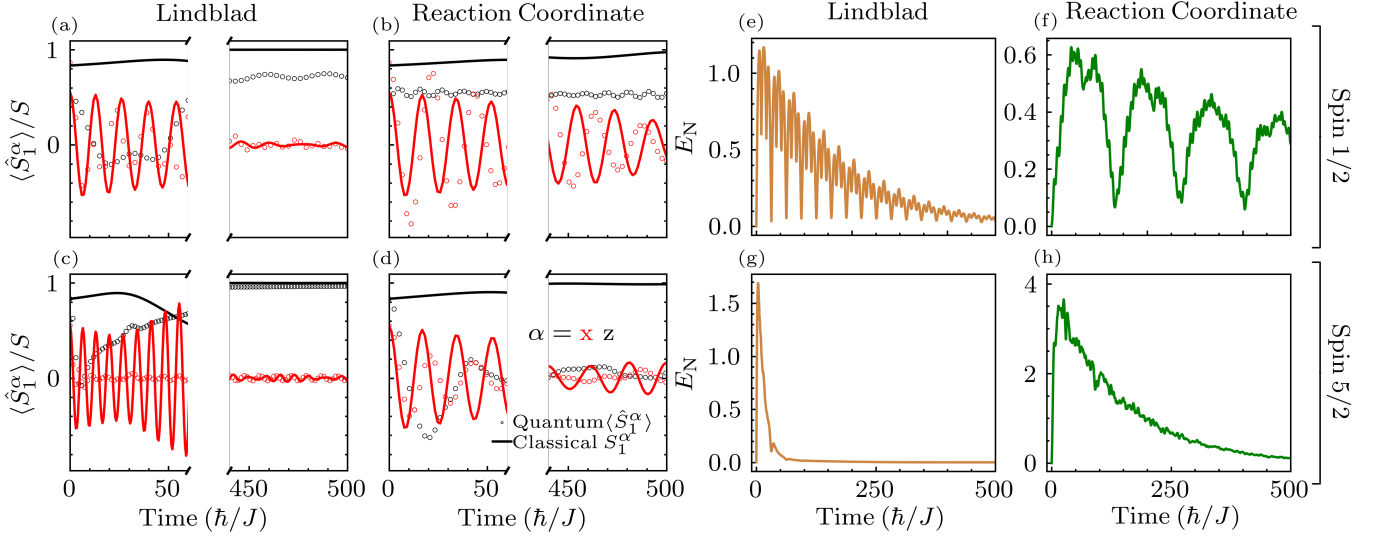 Lindblad
Reaction Coordinate
Lindblad
Reaction Coordinate
(a)
(b)
(e)
(f)
1
0
⟨Ŝ₁^α⟩/S
1.0
0.5
0.0
E_N
0.6
0.4
0.2
0.0
Spin 1/2
(c)
(d)
(g)
(h)
1
0
⟨Ŝ₁^α⟩/S
α = x z
Quantum⟨Ŝ₁^α⟩
Classical S₁^α
1.5
1.0
0.5
0.0
E_N
4
2
0
Spin 5/2
0 50 450 500
0 50 450 500
0 250 500
0 250 500
Time (ℏ/J)
Time (ℏ/J)
Time (ℏ/J)
Time (ℏ/J)